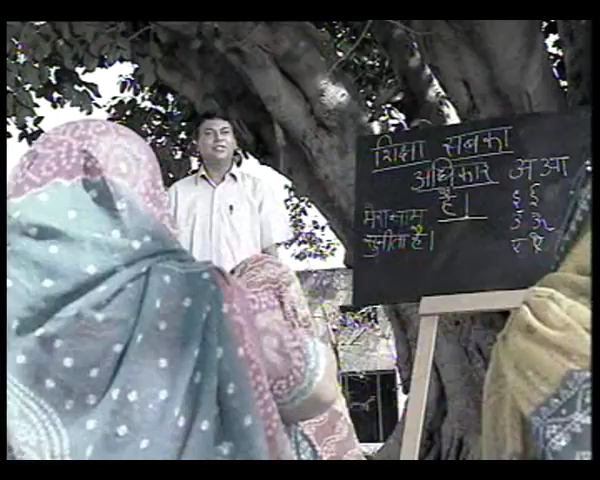 शिक्षा सबका
अधिकार
है।
मेरा नाम
सुनीता है।
अ आ
इ ई
उ ऊ
ए ऐ